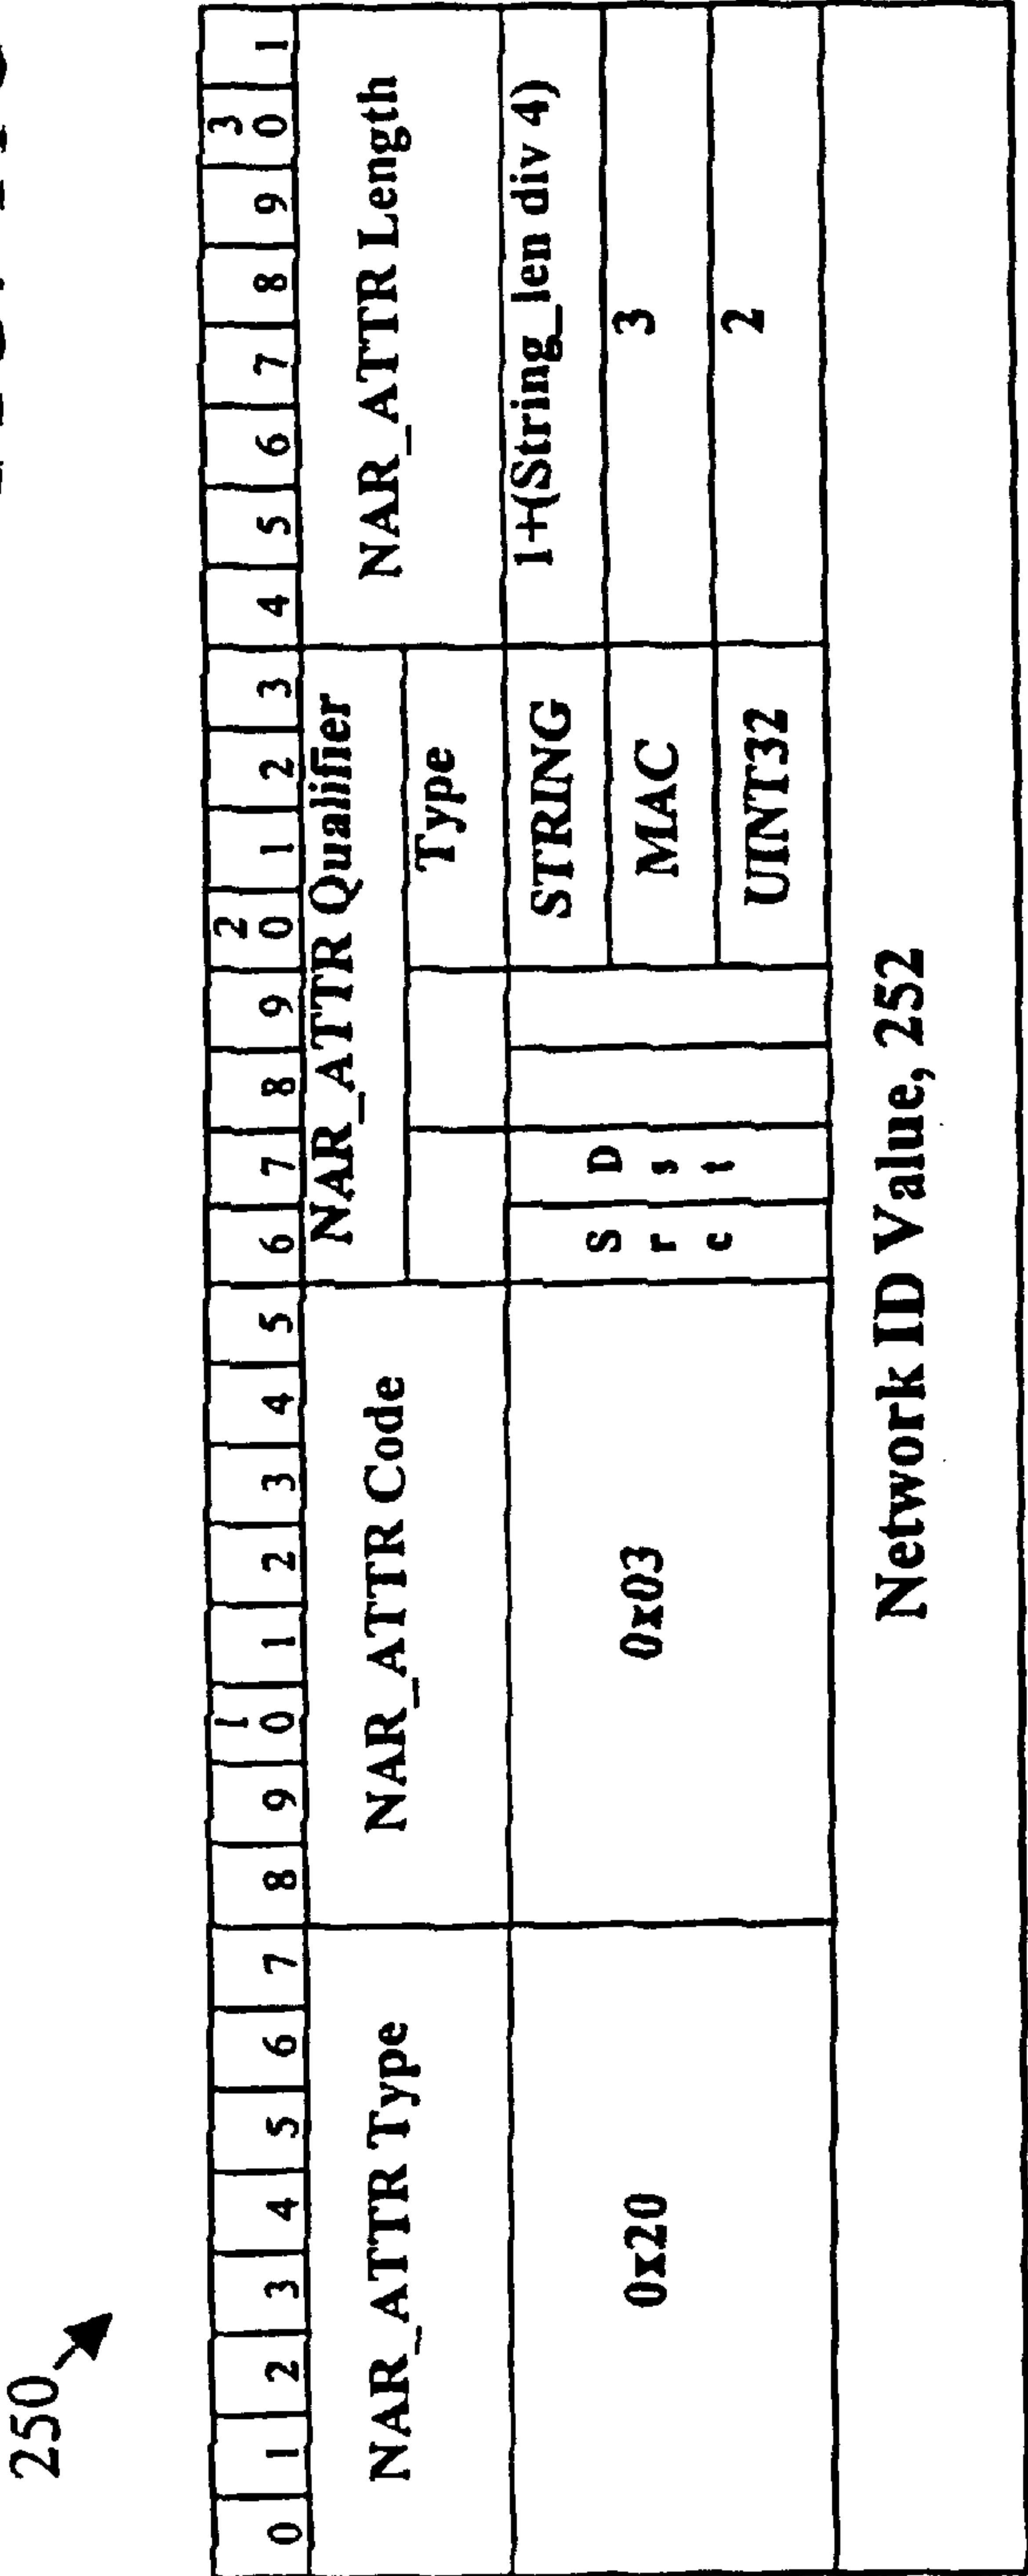 250
1 2 3
0 1 2 3 4 5 6 7 8 9 0 1 2 3 4 5 6 7 8 9 0 1 2 3 4 5 6 7 8 9 0 1
NAR_ATTR Type NAR_ATTR Code NAR_ATTR Qualifier NAR_ATTR Length
Type
0x20 0x03 Src Dst STRING 1+(String_len div 4)
MAC 3
UINT32 2
Network ID Value, 252